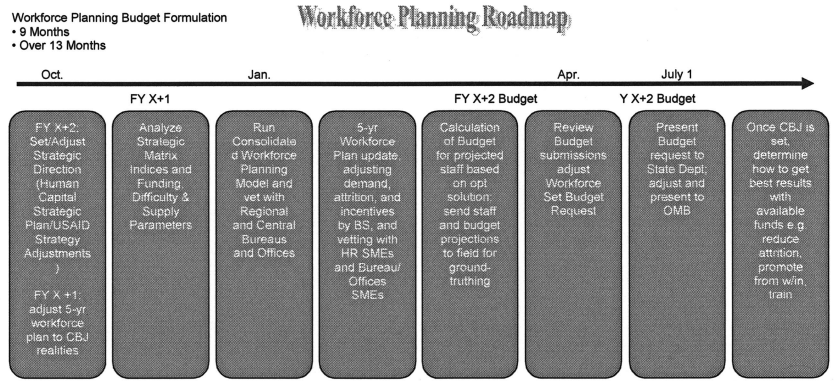 Workforce Planning Roadmap
Workforce Planning Budget Formulation
• 9 Months
• Over 13 Months
Oct.
Jan.
Apr.
July 1
FY X+1
FY X+2 Budget
Y X+2 Budget
FY X+2:
Set/Adjust
Strategic
Direction
(Human
Capital
Strategic
Plan/USAID
Strategy
Adjustments
)
FY X +1:
adjust 5-yr
workforce
plan to CBJ
realities
Analyze
Strategic
Matrix
Indices and
Funding,
Difficulty &
Supply
Parameters
Run
Consolidate
d Workforce
Planning
Model and
vet with
Regional
and Central
Bureaus
and Offices
5-yr
Workforce
Plan update,
adjusting
demand,
attrition, and
incentives
by BS, and
vetting with
HR SMEs
and Bureau/
Offices
SMEs
Calculation
of Budget
for projected
staff based
on opt
solution;
send staff
and budget
projections
to field for
ground-
truthing
Review
Budget
submissions
adjust
Workforce
Set Budget
Request
Present
Budget
request to
State Dept;
adjust and
present to
OMB
Once CBJ is
set,
determine
how to get
best results
with
available
funds e.g.
reduce
attrition,
promote
from w/in,
train